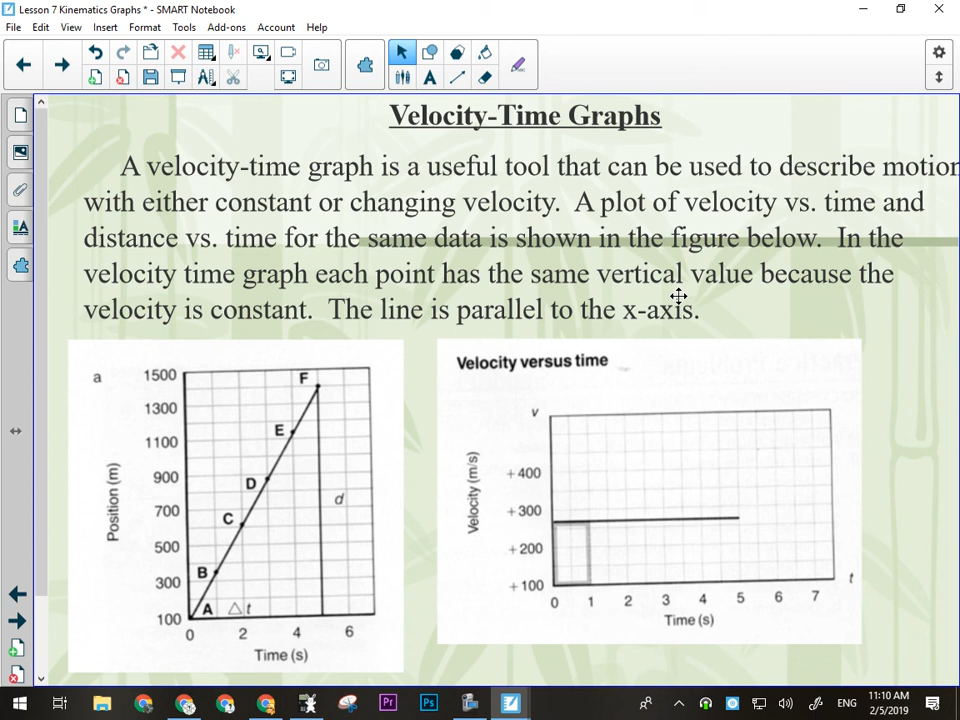 Lesson 7 Kinematics Graphs * - SMART Notebook
File Edit View Insert Format Tools Add-ons Account Help
Velocity-Time Graphs
A velocity-time graph is a useful tool that can be used to describe motion
with either constant or changing velocity. A plot of velocity vs. time and
distance vs. time for the same data is shown in the figure below. In the
velocity time graph each point has the same vertical value because the
velocity is constant. The line is parallel to the x-axis.
a
Position (m)
1500
1300
1100
900
700
500
300
100
F
E
D
C
B
A Δt
d
0 2 4 6
Time (s)
Velocity versus time
v
Velocity (m/s)
+400
+300
+200
+100
0 1 2 3 4 5 6 7
t
Time (s)
Pr
Ps
ENG
11:10 AM
2/5/2019